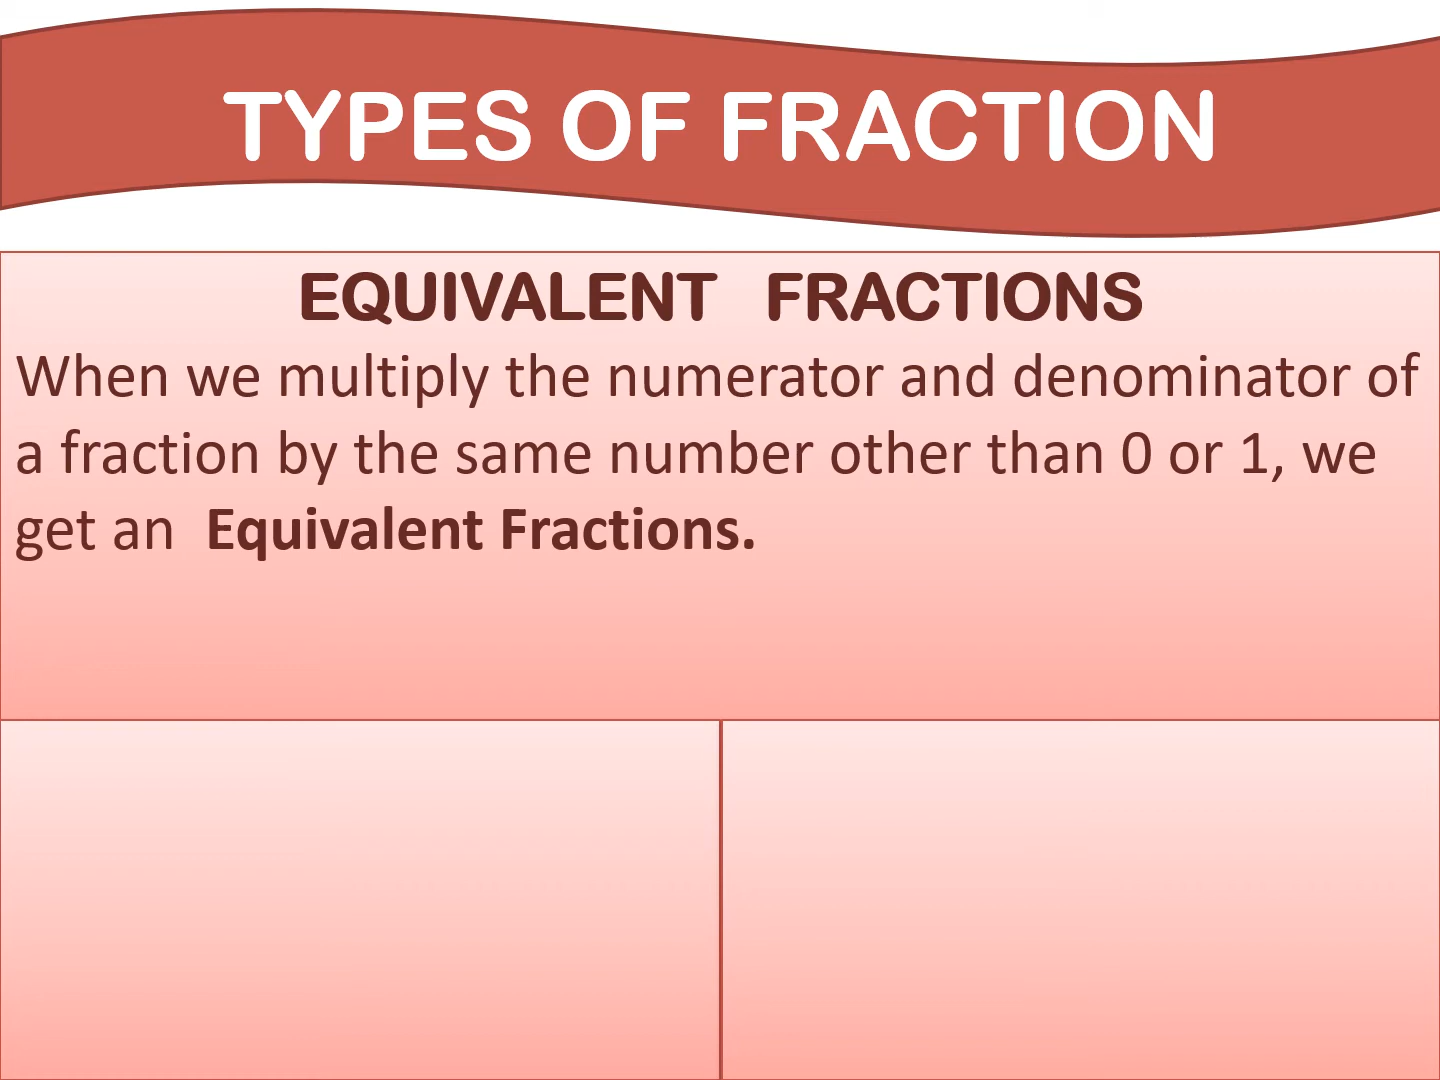 TYPES OF FRACTION
EQUIVALENT FRACTIONS
When we multiply the numerator and denominator of
a fraction by the same number other than 0 or 1, we
get an Equivalent Fractions.